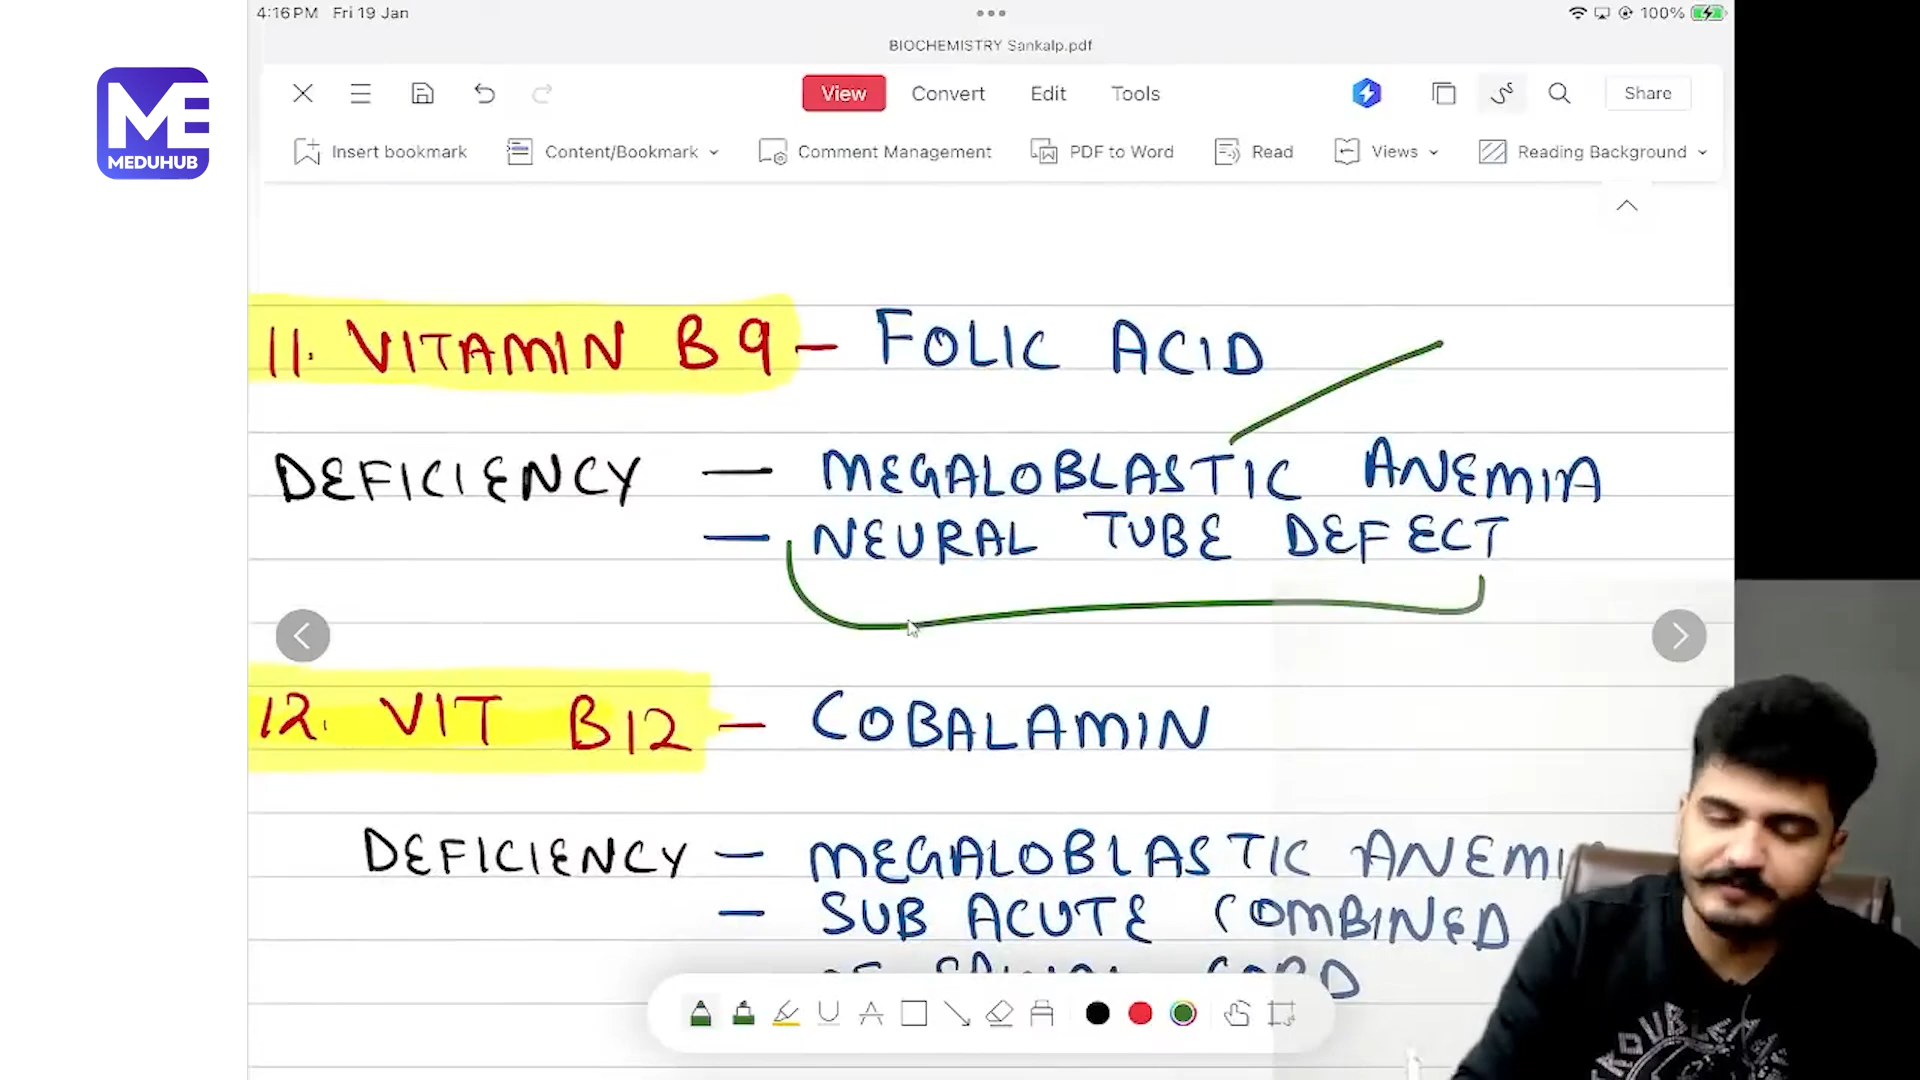 4:16 PM Fri 19 Jan
100%
BIOCHEMISTRY Sankalp.pdf
ME
MEDUHUB
View Convert Edit Tools
Share
Insert bookmark Content/Bookmark Comment Management PDF to Word Read Views Reading Background
11. VITAMIN B9 - FOLIC ACID
DEFICIENCY - MEGALOBLASTIC ANEMIA
- NEURAL TUBE DEFECT
12. VIT B12 - COBALAMIN
DEFICIENCY - MEGALOBLASTIC
- SUB ACUTE COMBINED